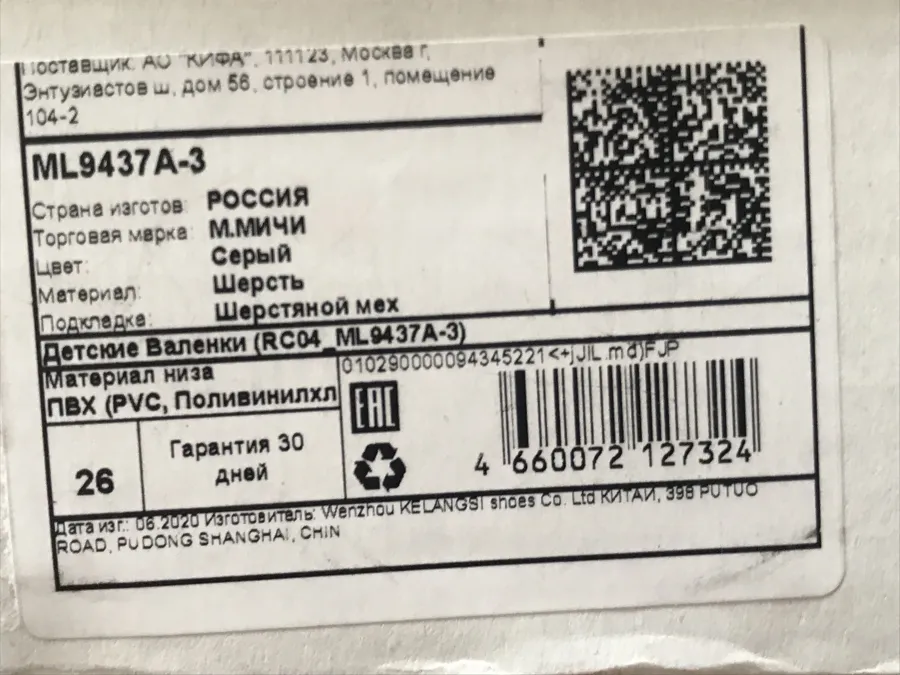 Поставщик: АО "КИФА", 111123, Москва г,
Энтузиастов ш, дом 56, строение 1, помещение
104-2
ML9437A-3
Страна изготов: РОССИЯ
Торговая марка: М.МИЧИ
Цвет: Серый
Материал: Шерсть
Подкладка: Шерстяной мех
Детские Валенки (RC04_ML9437A-3)
Материал низа
ПВХ (PVC, Поливинилхл
0102900000094345221<+jJIL.md)FJP
EAC
4 660072 127324
26
Гарантия 30
дней
Дата изг.: 06.2020 Изготовитель: Wenzhou KELANGSI shoes Co. Ltd КИТАИ, 398 PUTUO
ROAD, PUDONG SHANGHAI, CHIN